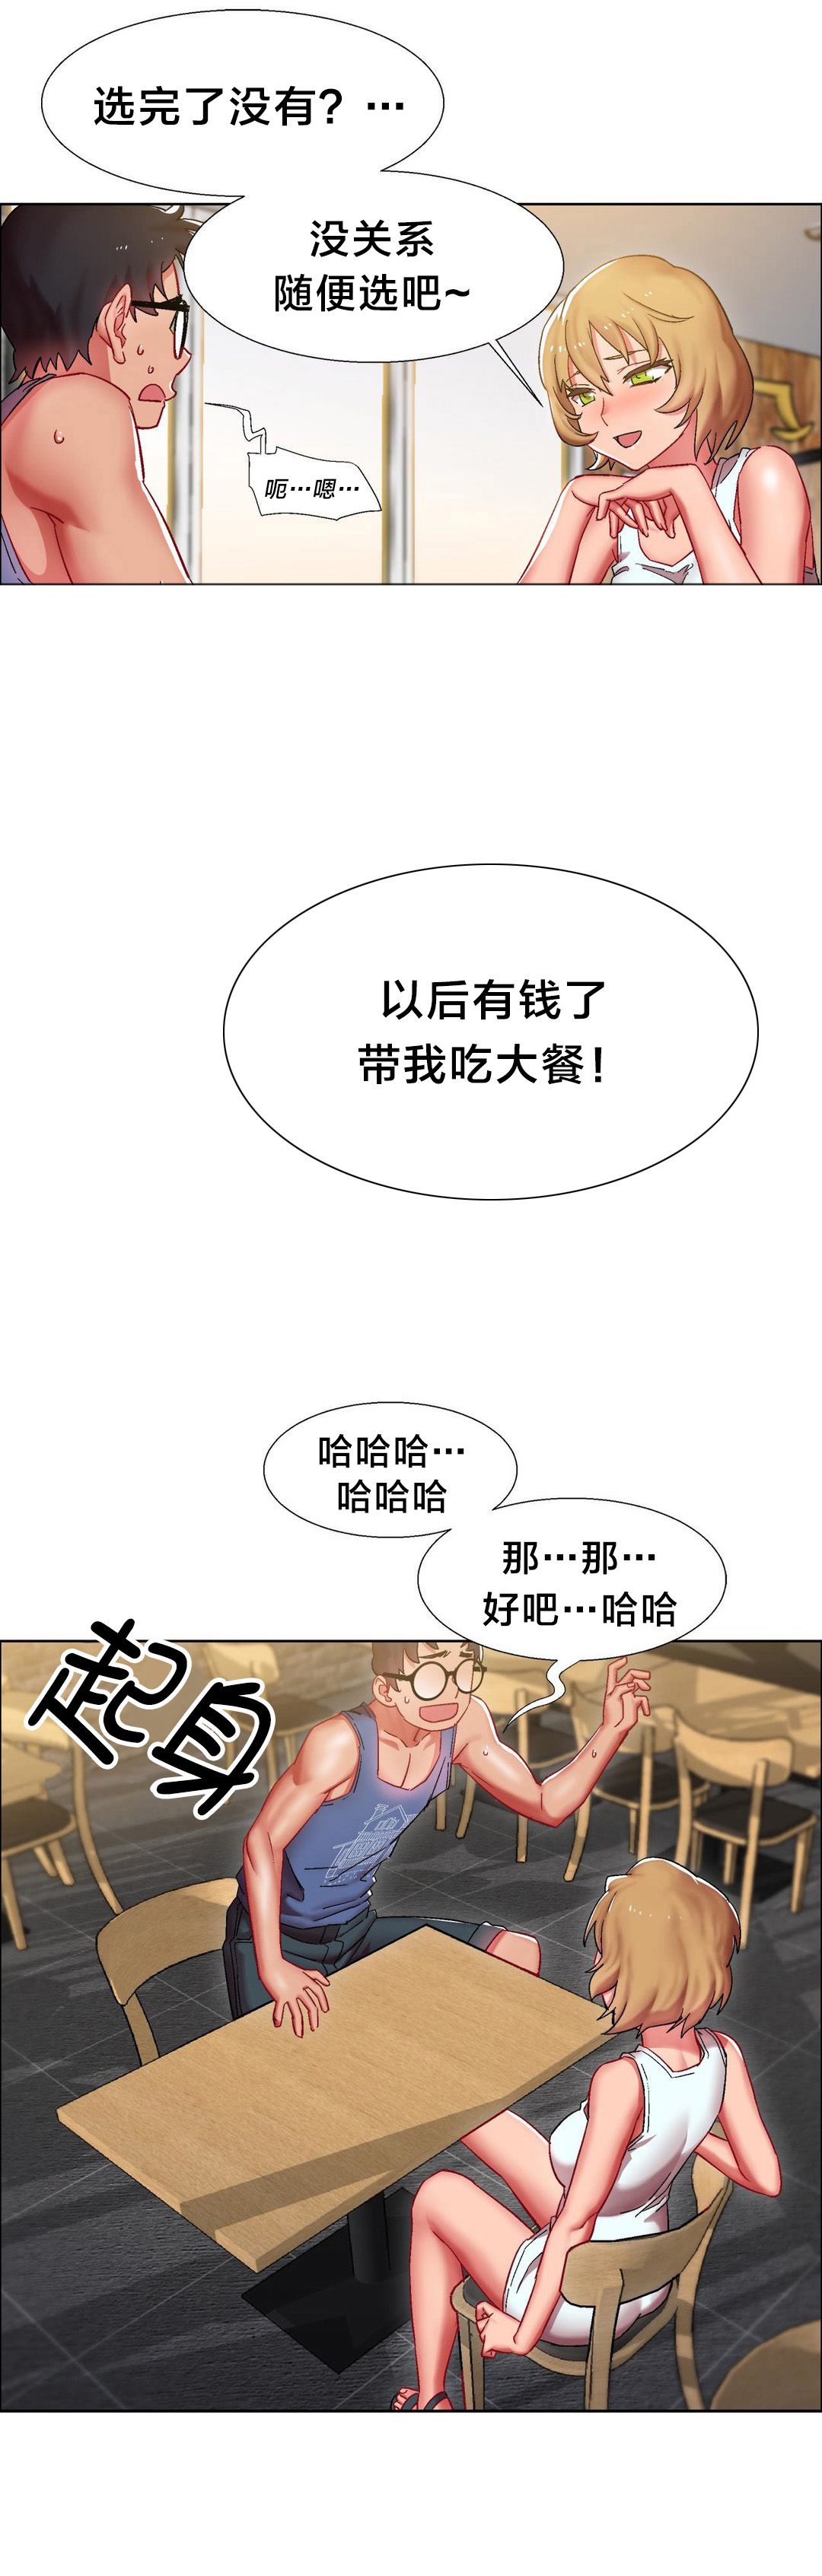 选完了没有？…
没关系
随便选吧~
呃…嗯…
以后有钱了
带我吃大餐！
哈哈哈…
哈哈哈
那…那…
好吧…哈哈
起身